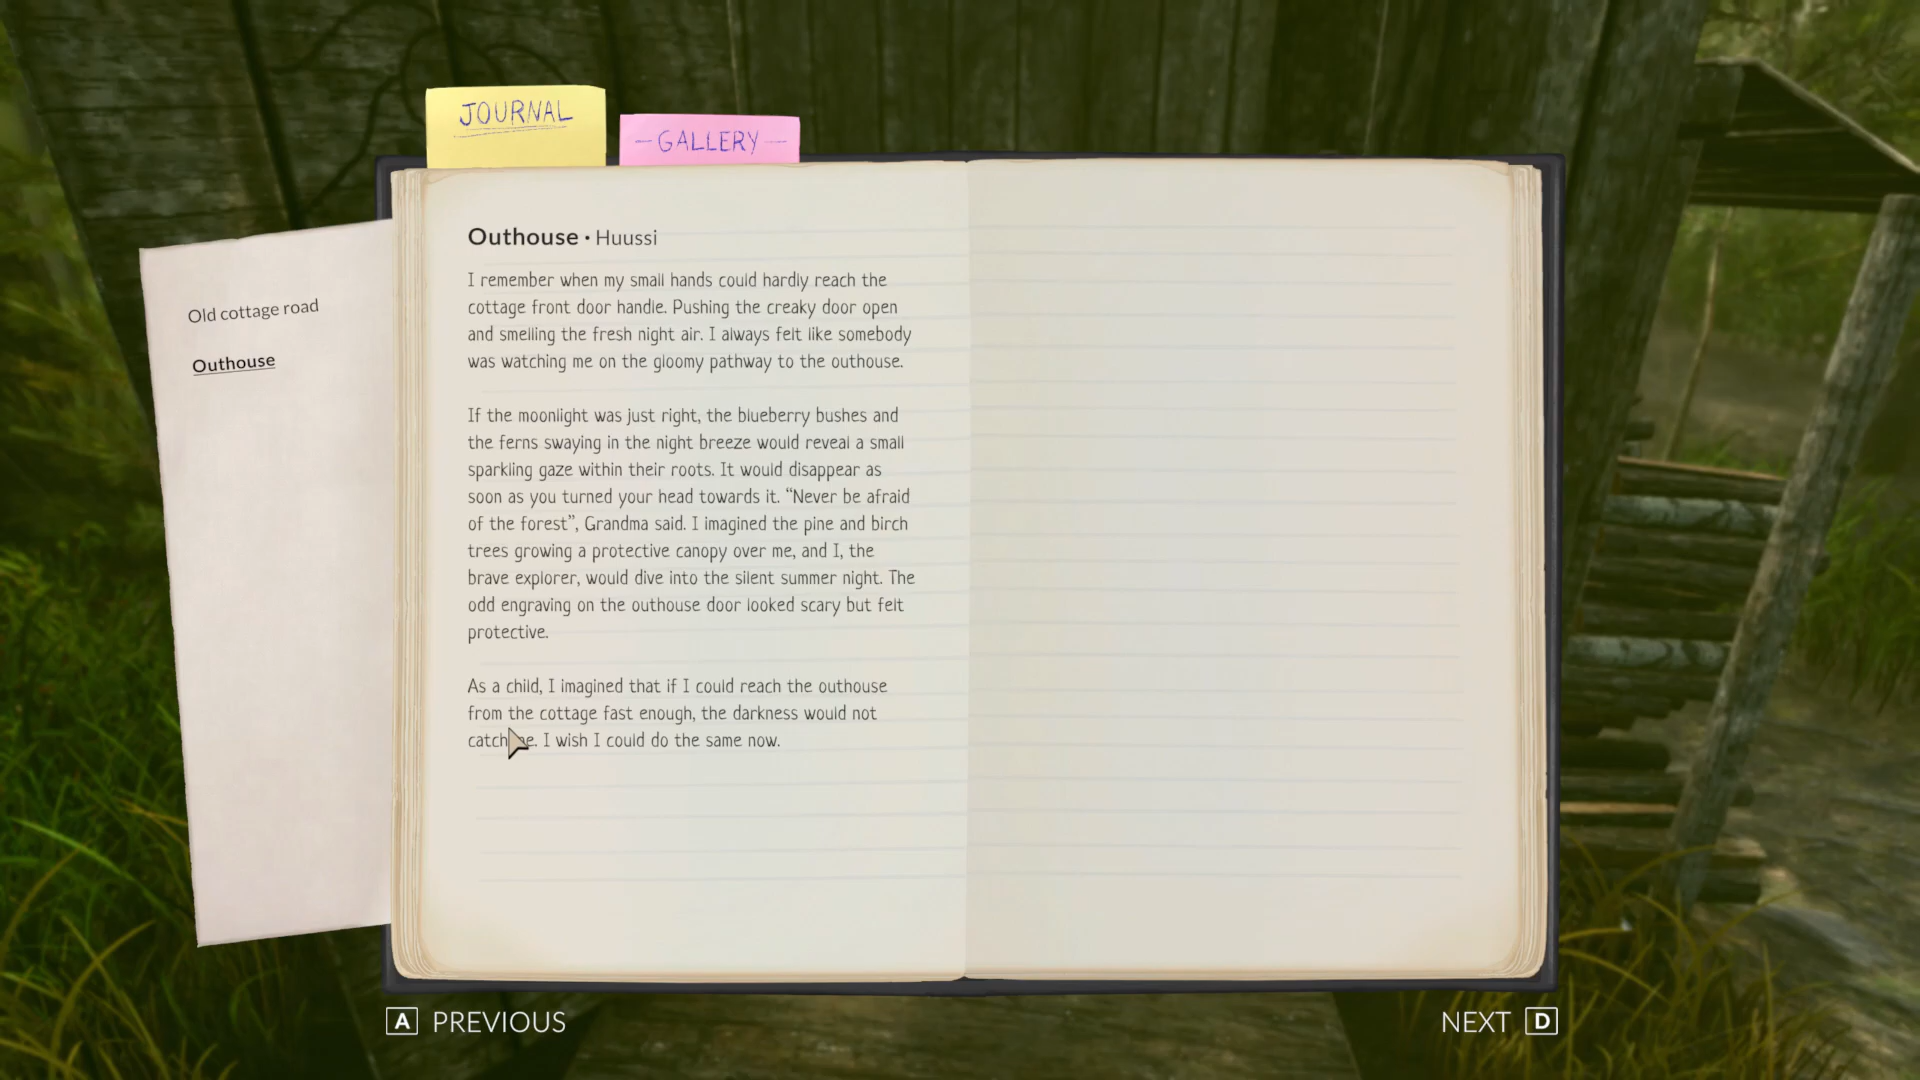 JOURNAL
-GALLERY-
Old cottage road
Outhouse
Outhouse · Huussi
I remember when my small hands could hardly reach the
cottage front door handle. Pushing the creaky door open
and smelling the fresh night air. I always felt like somebody
was watching me on the gloomy pathway to the outhouse.
If the moonlight was just right, the blueberry bushes and
the ferns swaying in the night breeze would reveal a small
sparkling gaze within their roots. It would disappear as
soon as you turned your head towards it. “Never be afraid
of the forest”, Grandma said. I imagined the pine and birch
trees growing a protective canopy over me, and I, the
brave explorer, would dive into the silent summer night. The
odd engraving on the outhouse door looked scary but felt
protective.
As a child, I imagined that if I could reach the outhouse
from the cottage fast enough, the darkness would not
catch I wish I could do the same now.
A PREVIOUS
NEXT D